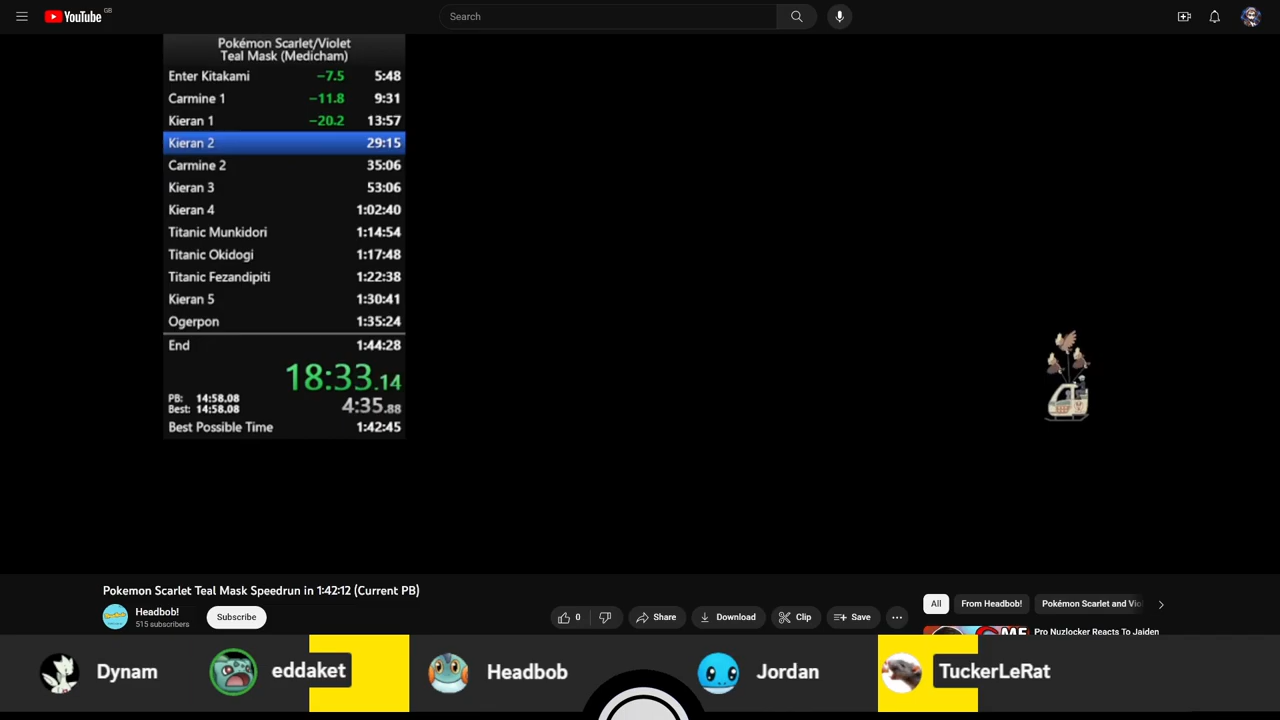 YouTube GB
Search
Pokémon Scarlet/Violet
Teal Mask (Medicham)
Enter Kitakami −7.5 5:48
Carmine 1 −11.8 9:31
Kieran 1 −20.2 13:57
Kieran 2 29:15
Carmine 2 35:06
Kieran 3 53:06
Kieran 4 1:02:40
Titanic Munkidori 1:14:54
Titanic Okidogi 1:17:48
Titanic Fezandipiti 1:22:38
Kieran 5 1:30:41
Ogerpon 1:35:24
End 1:44:28
18:33.14
PB: 14:58.08
Best: 14:58.08 4:35.88
Best Possible Time 1:42:45
Pokemon Scarlet Teal Mask Speedrun in 1:42:12 (Current PB)
Headbob!
515 subscribers
Subscribe
0 Share Download Clip Save
All From Headbob! Pokémon Scarlet and Vio
Pro Nuzlocker Reacts To Jaiden
Dynam eddaket Headbob Jordan TuckerLeRat